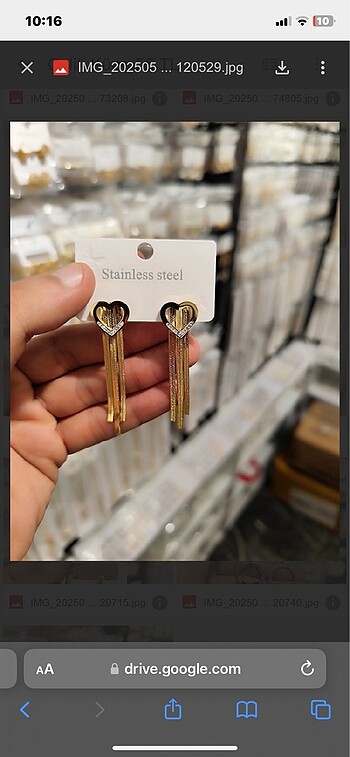 10:16
10
IMG_202505 ... 120529.jpg
IMG_20250 ... 73208.jpg
IMG_20250 ... 74805.jpg
Stainless steel
IMG_20250 ... 20715.jpg
IMG_20250 ... 20740.jpg
AA
drive.google.com